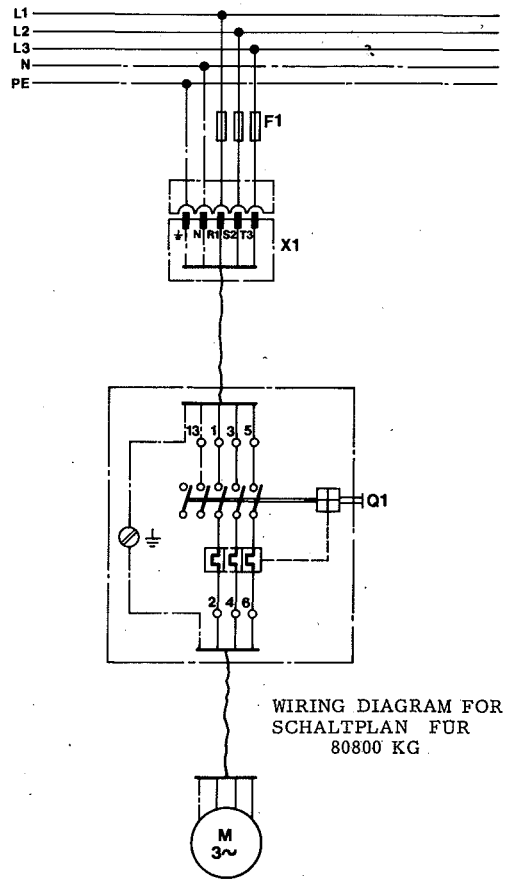 L1
L2
L3
N
PE
F1
N R1 S2 T3
X1
13 1 3 5
Q1
2 4 6
WIRING DIAGRAM FOR
SCHALTPLAN FÜR
80800 KG
M
3~